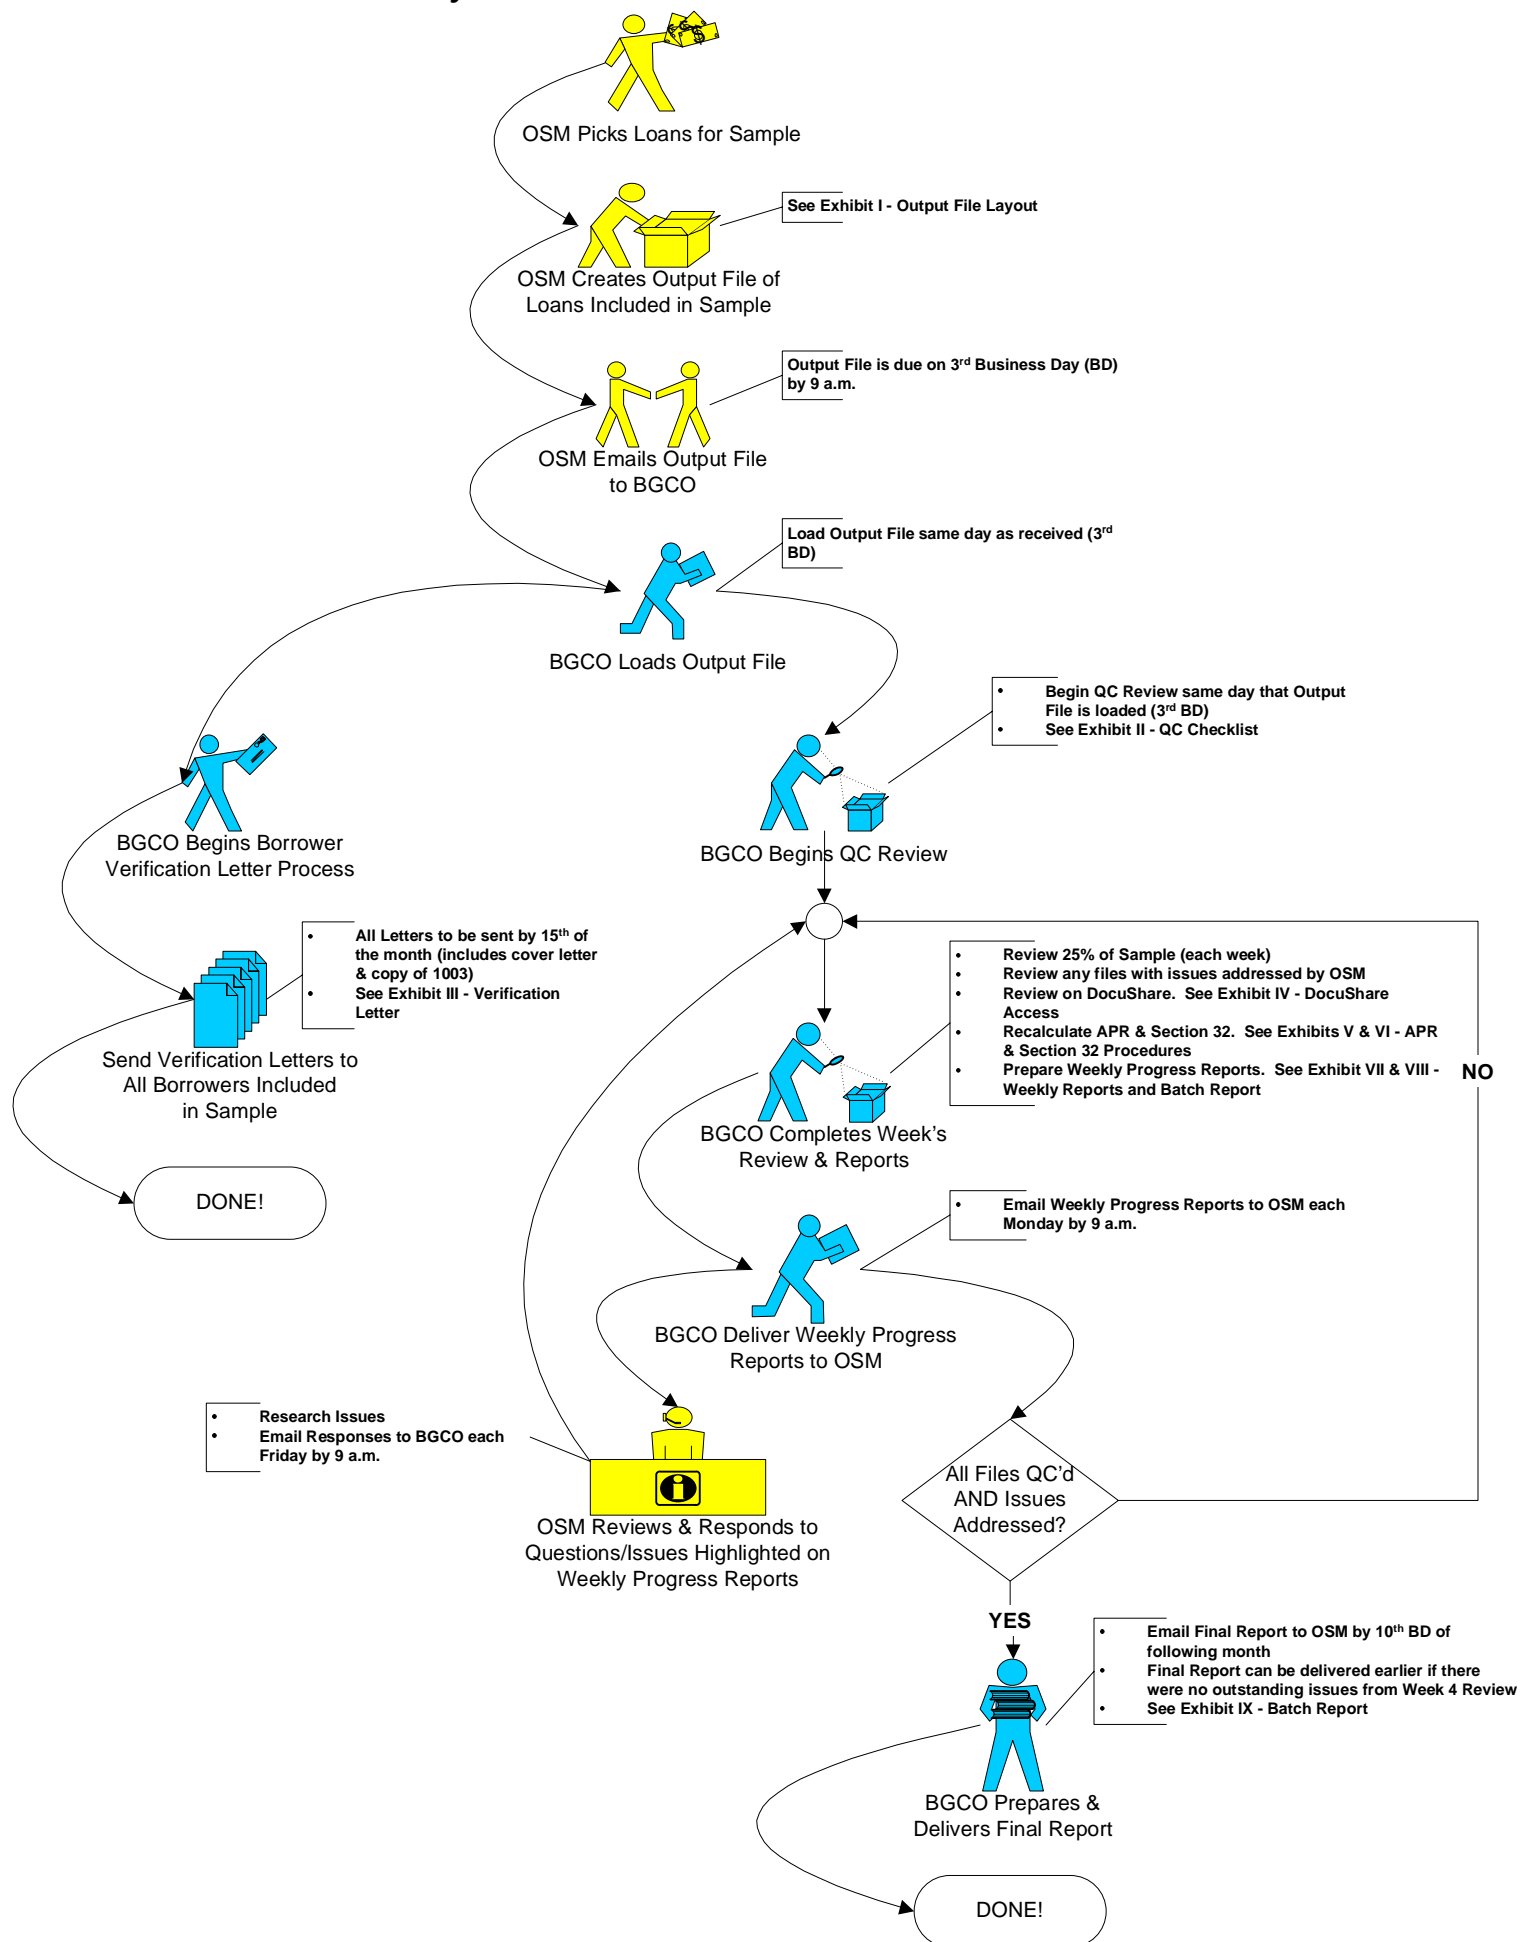 OSM Picks Loans for Sample
See Exhibit I - Output File Layout
OSM Creates Output File of
Loans Included in Sample
Output File is due on 3rd Business Day (BD)
by 9 a.m.
OSM Emails Output File
to BGCO
Load Output File same day as received (3rd
BD)
BGCO Loads Output File
• Begin QC Review same day that Output
File is loaded (3rd BD)
• See Exhibit II - QC Checklist
BGCO Begins Borrower
Verification Letter Process
BGCO Begins QC Review
• All Letters to be sent by 15th of
the month (includes cover letter
& copy of 1003)
• See Exhibit III - Verification
Letter
• Review 25% of Sample (each week)
• Review any files with issues addressed by OSM
• Review on DocuShare. See Exhibit IV - DocuShare
Access
• Recalculate APR & Section 32. See Exhibits V & VI - APR
& Section 32 Procedures
• Prepare Weekly Progress Reports. See Exhibit VII & VIII -
Weekly Reports and Batch Report
NO
Send Verification Letters to
All Borrowers Included
in Sample
BGCO Completes Week's
Review & Reports
DONE!
• Email Weekly Progress Reports to OSM each
Monday by 9 a.m.
BGCO Deliver Weekly Progress
Reports to OSM
• Research Issues
• Email Responses to BGCO each
Friday by 9 a.m.
All Files QC'd
AND Issues
Addressed?
OSM Reviews & Responds to
Questions/Issues Highlighted on
Weekly Progress Reports
YES
• Email Final Report to OSM by 10th BD of
following month
• Final Report can be delivered earlier if there
were no outstanding issues from Week 4 Review
• See Exhibit IX - Batch Report
BGCO Prepares &
Delivers Final Report
DONE!